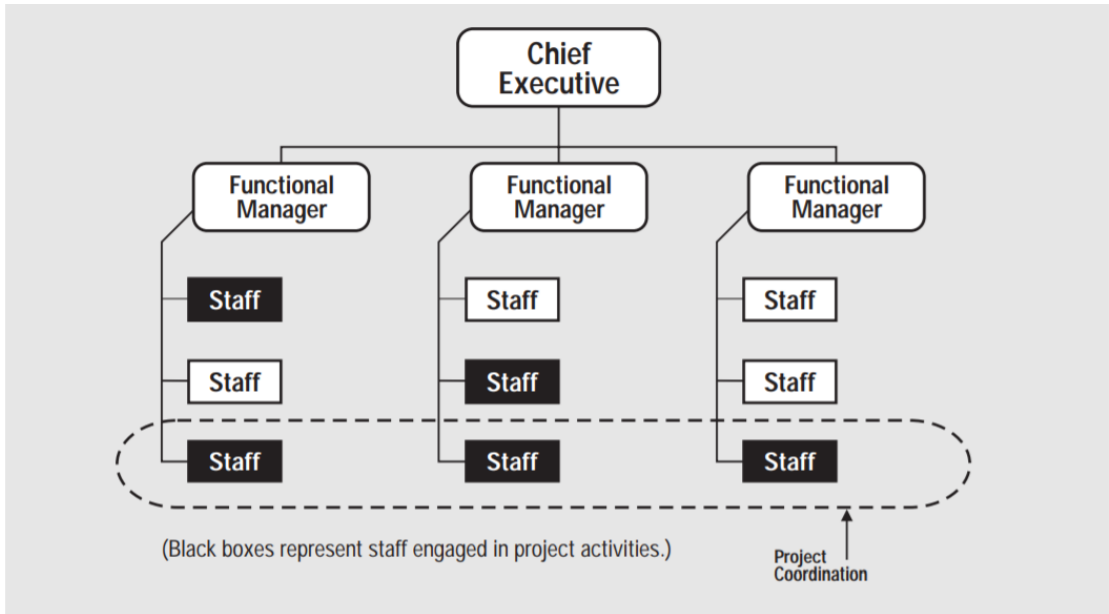 Chief
Executive
Functional
Manager
Functional
Manager
Functional
Manager
Staff
Staff
Staff
Staff
Staff
Staff
Staff
Staff
Staff
(Black boxes represent staff engaged in project activities.)
Project
Coordination